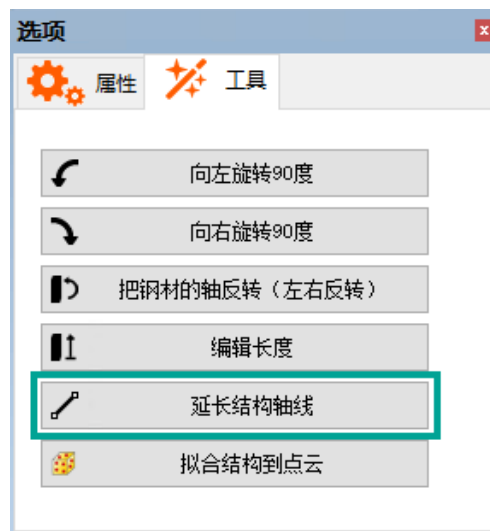 选项
属性
工具
向左旋转90度
向右旋转90度
把钢材的轴反转（左右反转）
编辑长度
延长结构轴线
拟合结构到点云